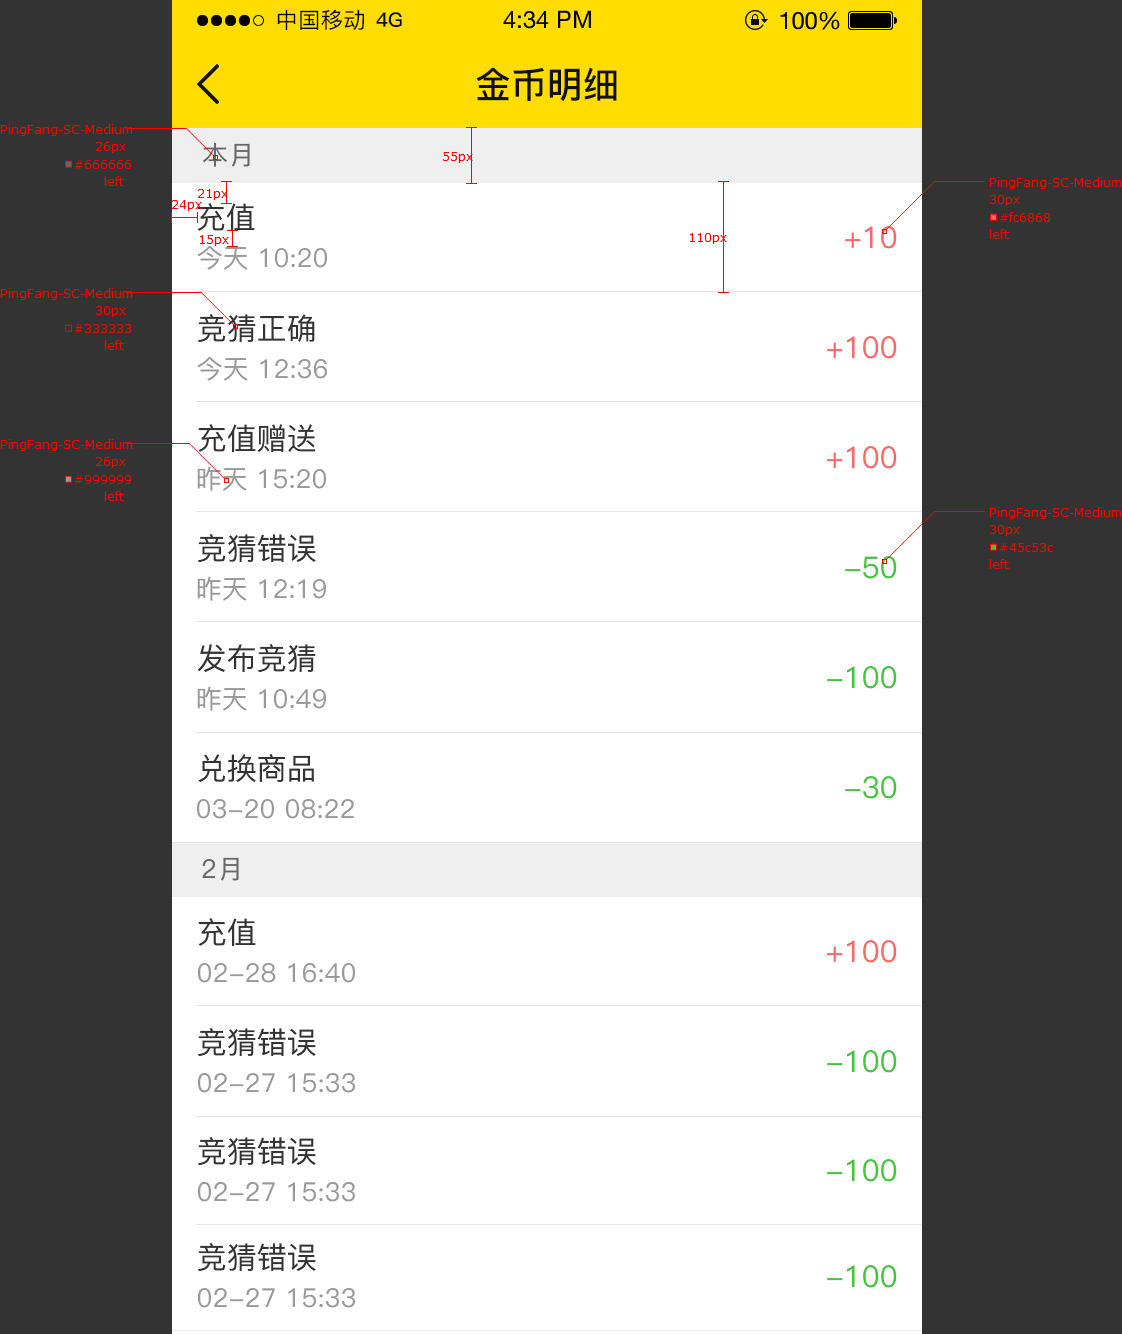 中国移动 4G 4:34 PM 100%
金币明细
PingFang-SC-Medium
26px
#666666
left
本月
55px
21px
24px
充值
15px
今天 10:20
+10
110px
PingFang-SC-Medium
30px
#fc6868
left
PingFang-SC-Medium
30px
#333333
left
竞猜正确
今天 12:36
+100
PingFang-SC-Medium
26px
#999999
left
充值赠送
昨天 15:20
+100
竞猜错误
昨天 12:19
-50
PingFang-SC-Medium
30px
#45c53c
left
发布竞猜
昨天 10:49
-100
兑换商品
03-20 08:22
-30
2月
充值
02-28 16:40
+100
竞猜错误
02-27 15:33
-100
竞猜错误
02-27 15:33
-100
竞猜错误
02-27 15:33
-100